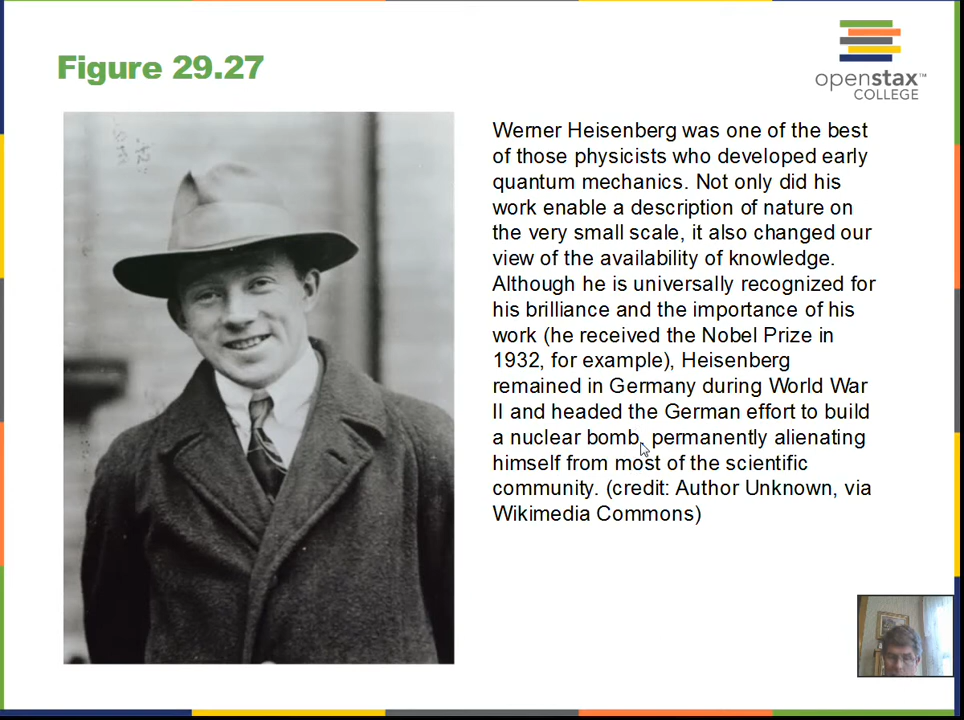 Figure 29.27
openstax™
COLLEGE
Werner Heisenberg was one of the best
of those physicists who developed early
quantum mechanics. Not only did his
work enable a description of nature on
the very small scale, it also changed our
view of the availability of knowledge.
Although he is universally recognized for
his brilliance and the importance of his
work (he received the Nobel Prize in
1932, for example), Heisenberg
remained in Germany during World War
II and headed the German effort to build
a nuclear bomb, permanently alienating
himself from most of the scientific
community. (credit: Author Unknown, via
Wikimedia Commons)